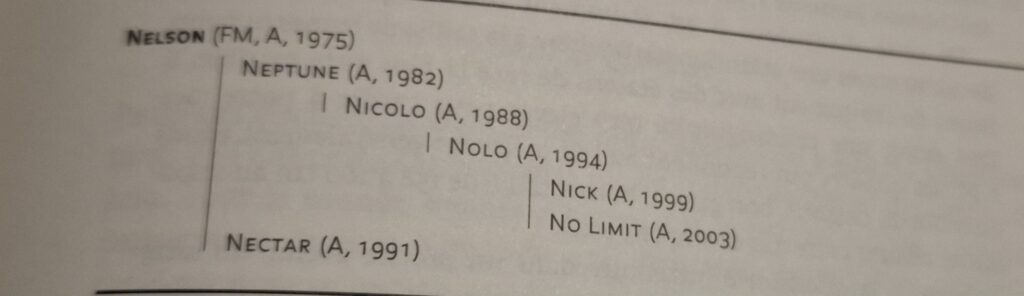 NELSON (FM, A, 1975)
NEPTUNE (A, 1982)
NICOLO (A, 1988)
NOLO (A, 1994)
NICK (A, 1999)
NO LIMIT (A, 2003)
NECTAR (A, 1991)